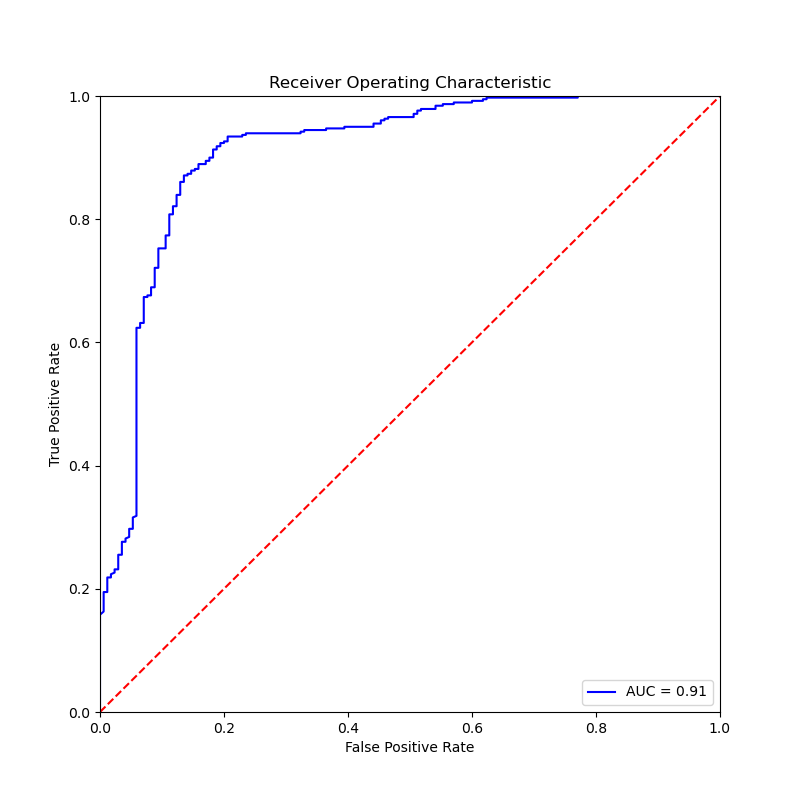 Receiver Operating Characteristic
1.0
0.8
0.6
0.4
0.2
0.0
True Positive Rate
AUC = 0.91
0.0 0.2 0.4 0.6 0.8 1.0
False Positive Rate